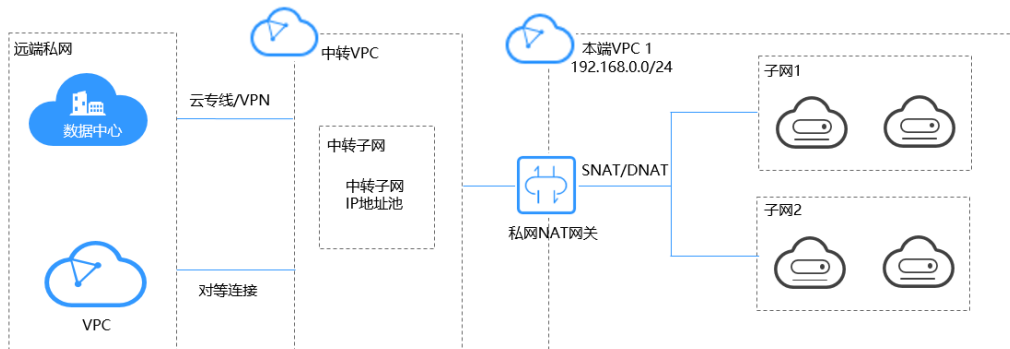 远端私网
数据中心
云专线/VPN
VPC
对等连接
中转VPC
中转子网
中转子网
IP地址池
本端VPC 1
192.168.0.0/24
私网NAT网关
SNAT/DNAT
子网1
子网2